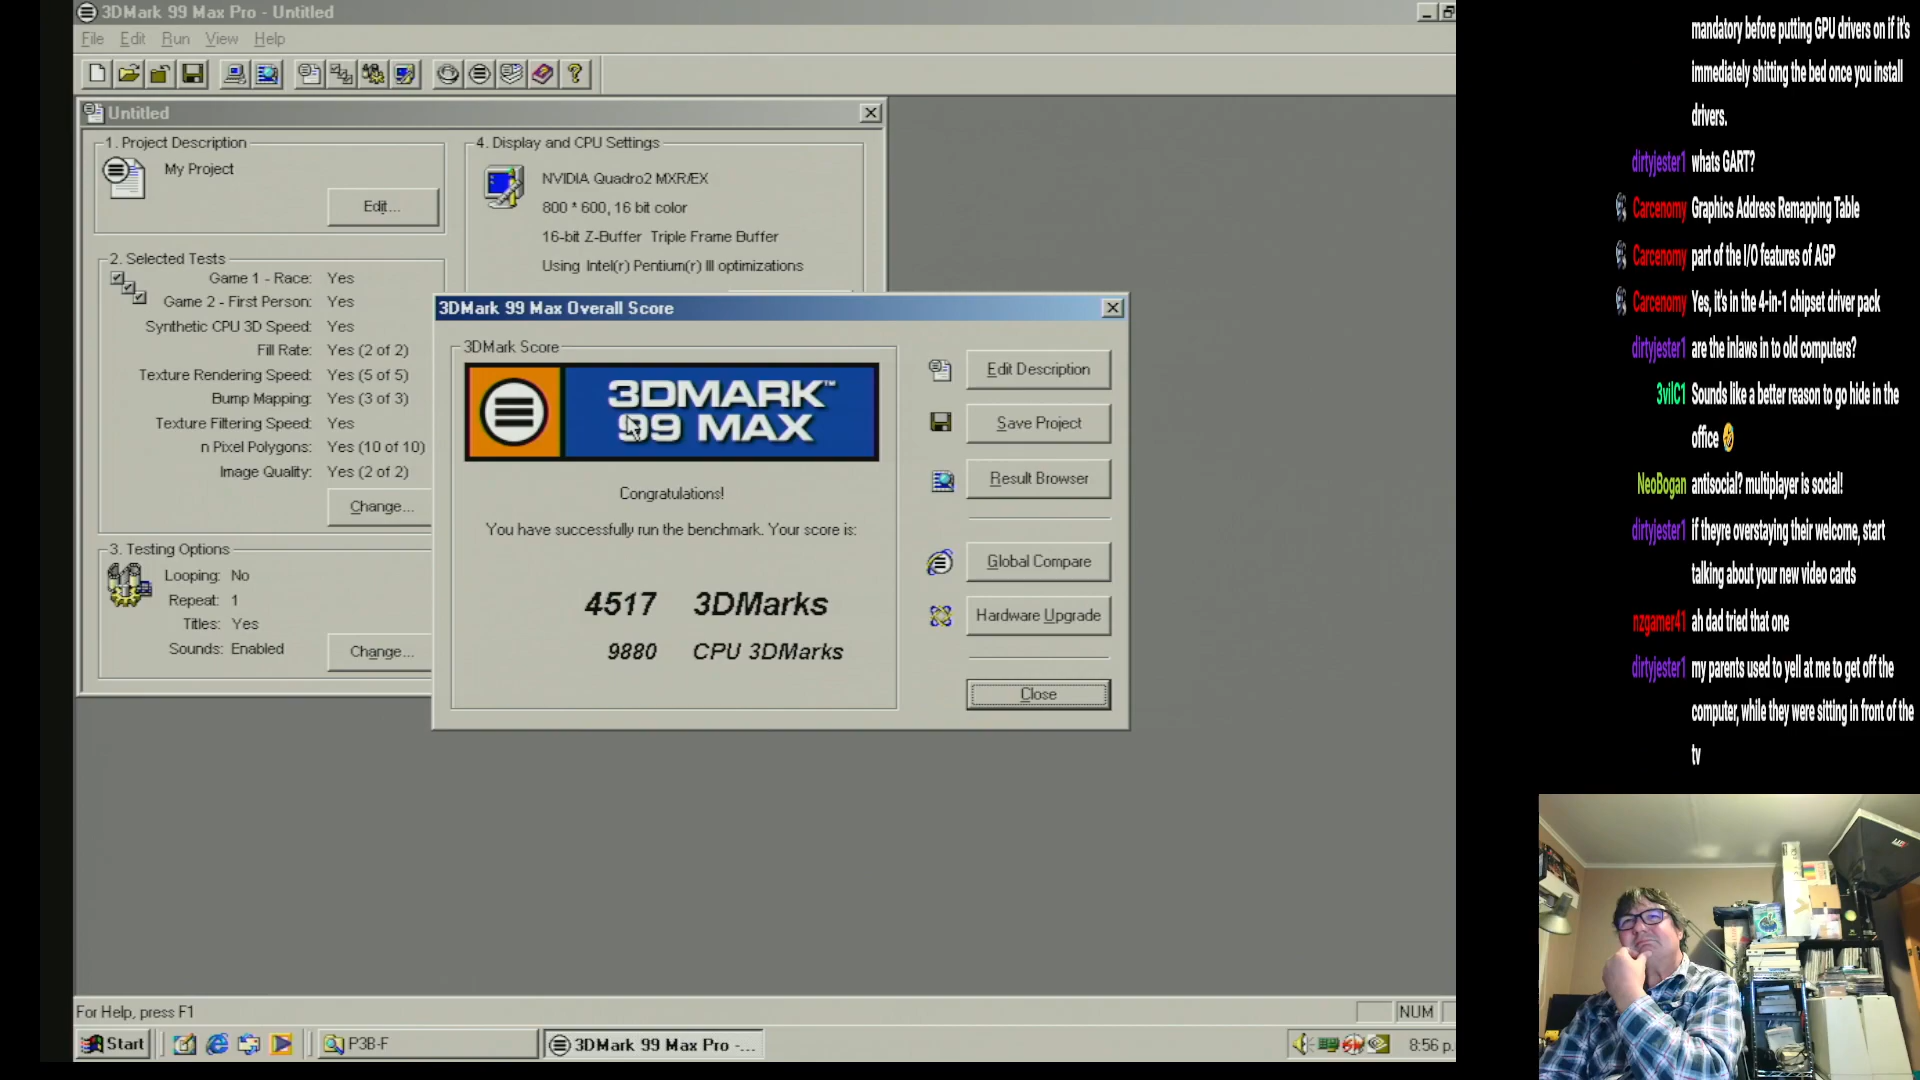 3DMark 99 Max Pro - Untitled
File Edit Run View Help
Untitled
1. Project Description
My Project
Edit...
2. Selected Tests
Game 1 - Race: Yes
Game 2 - First Person: Yes
Synthetic CPU 3D Speed: Yes
Fill Rate: Yes (2 of 2)
Texture Rendering Speed: Yes (5 of 5)
Bump Mapping: Yes (3 of 3)
Texture Filtering Speed: Yes
n Pixel Polygons: Yes (10 of 10)
Image Quality: Yes (2 of 2)
Change...
3. Testing Options
Looping: No
Repeat: 1
Titles: Yes
Sounds: Enabled
Change...
4. Display and CPU Settings
NVIDIA Quadro2 MXR/EX
800 * 600, 16 bit color
16-bit Z-Buffer Triple Frame Buffer
Using Intel(r) Pentium(r) III optimizations
3DMark 99 Max Overall Score
3DMark Score
3DMARK™
99 MAX
Congratulations!
You have successfully run the benchmark. Your score is:
4517 3DMarks
9880 CPU 3DMarks
Edit Description
Save Project
Result Browser
Global Compare
Hardware Upgrade
Close
For Help, press F1
NUM
Start
P3B-F
3DMark 99 Max Pro -...
8:56 p.
mandatory before putting GPU drivers on if it's
immediately shitting the bed once you install
drivers.
dirtyjester1 whats GART?
Carcenomy Graphics Address Remapping Table
Carcenomy part of the I/O features of AGP
Carcenomy Yes, it's in the 4-in-1 chipset driver pack
dirtyjester1 are the inlaws in to old computers?
3vilC1 Sounds like a better reason to go hide in the
office 🤣
NeoBogan antisocial? multiplayer is social!
dirtyjester1 if theyre overstaying their welcome, start
talking about your new video cards
nzgamer41 ah dad tried that one
dirtyjester1 my parents used to yell at me to get off the
computer, while they were sitting in front of the
tv